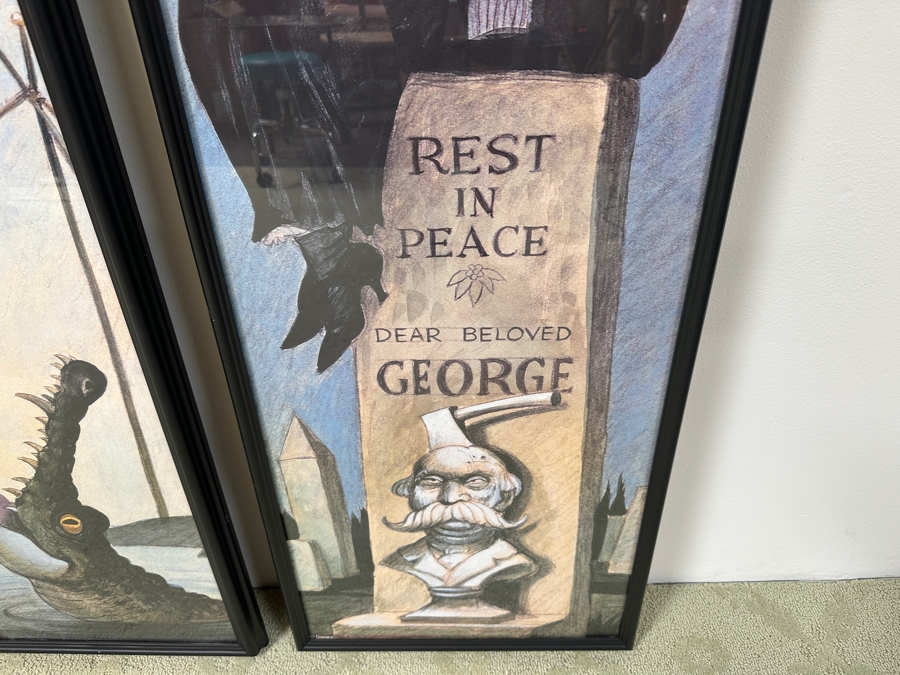 REST
IN
PEACE
DEAR BELOVED
GEORGE